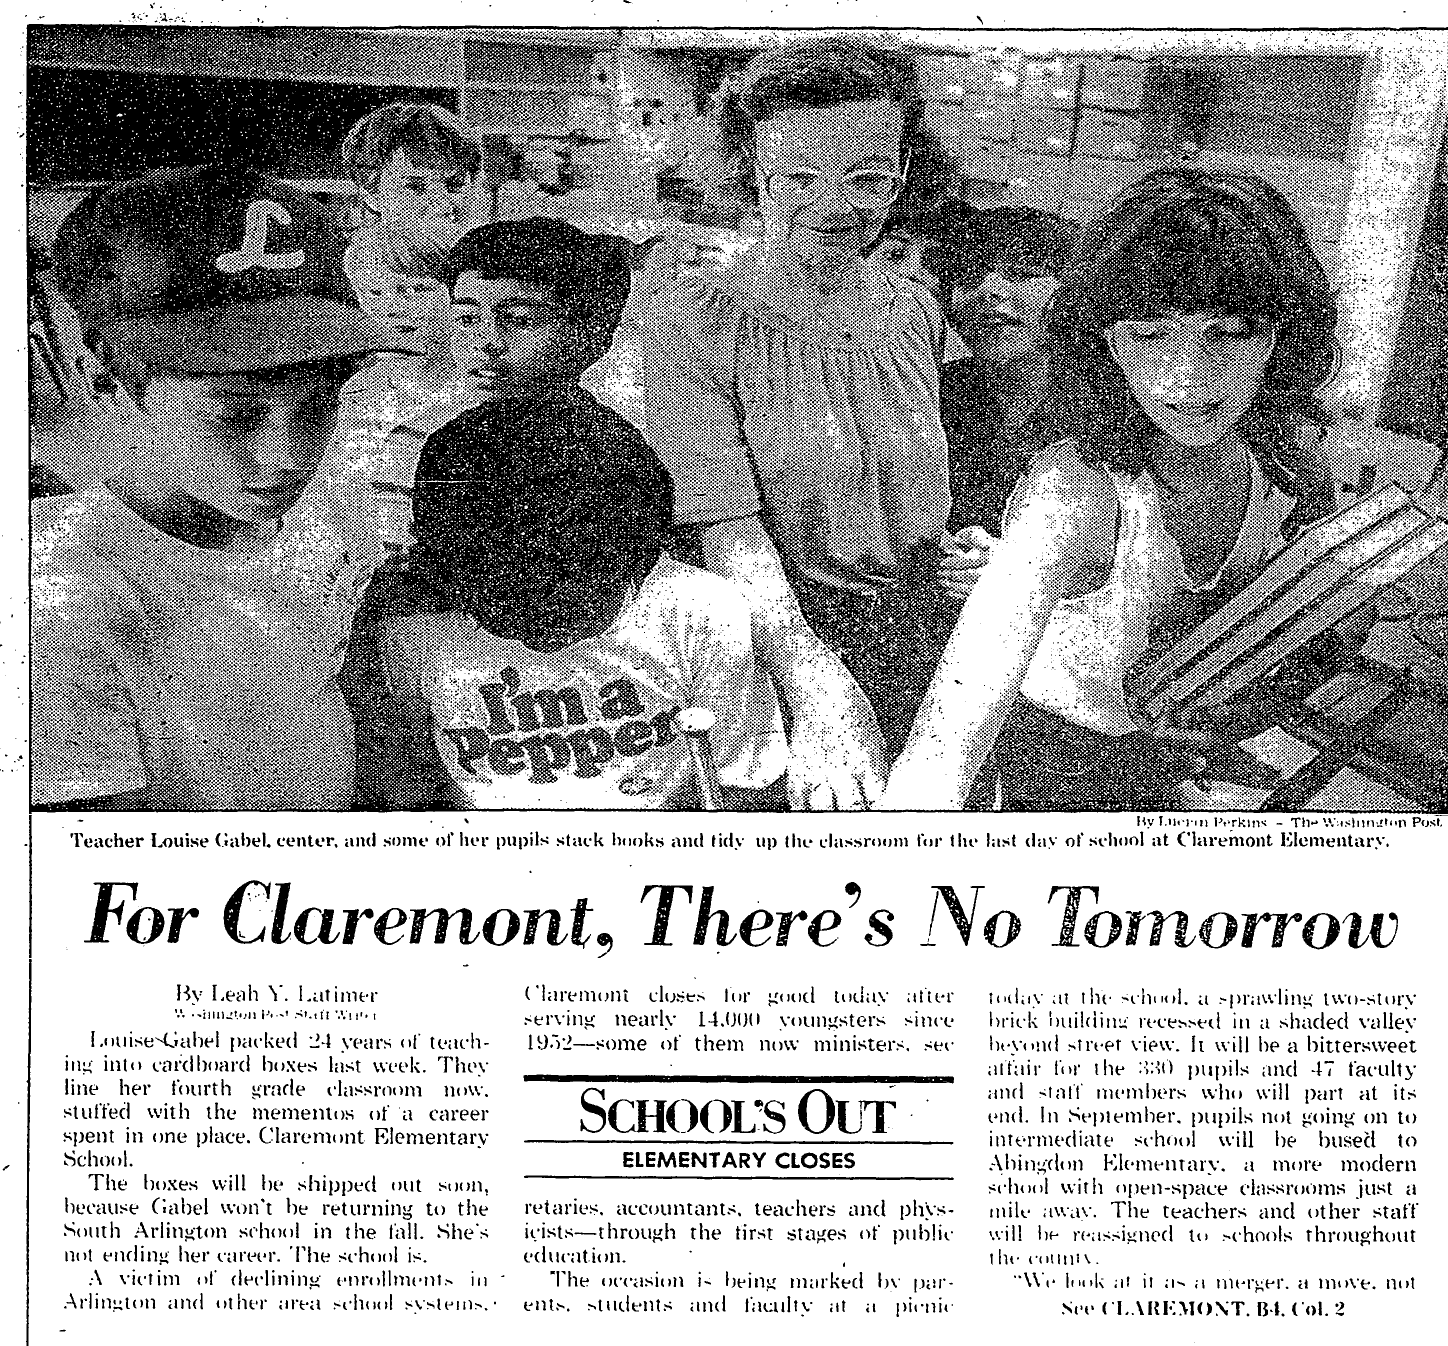 L
I'm a
Pepper
By Lucian Perkins - The Washington Post
Teacher Louise Gabel, center, and some of her pupils stack books and tidy up the classroom for the last day of school at Claremont Elementary.
For Claremont, There's No Tomorrow
By Leah Y. Latimer
Washington Post Staff Writer
Louise Gabel packed 24 years of teach-
ing into cardboard boxes last week. They
line her fourth grade classroom now,
stuffed with the mementos of a career
spent in one place, Claremont Elementary
School.
The boxes will be shipped out soon,
because Gabel won't be returning to the
South Arlington school in the fall. She's
not ending her career. The school is.
A victim of declining enrollments in
Arlington and other area school systems,
Claremont closes for good today after
serving nearly 14,000 youngsters since
1952—some of them now ministers, sec-
SCHOOL'S OUT
ELEMENTARY CLOSES
retaries, accountants, teachers and phys-
icists—through the first stages of public
education.
The occasion is being marked by par-
ents, students and faculty at a picnic
today at the school, a sprawling two-story
brick building recessed in a shaded valley
beyond street view. It will be a bittersweet
affair for the 330 pupils and 47 faculty
and staff members who will part at its
end. In September, pupils not going on to
intermediate school will be bused to
Abingdon Elementary, a more modern
school with open-space classrooms just a
mile away. The teachers and other staff
will be reassigned to schools throughout
the county.
"We look at it as a merger, a move, not
See CLAREMONT, B4, Col. 2